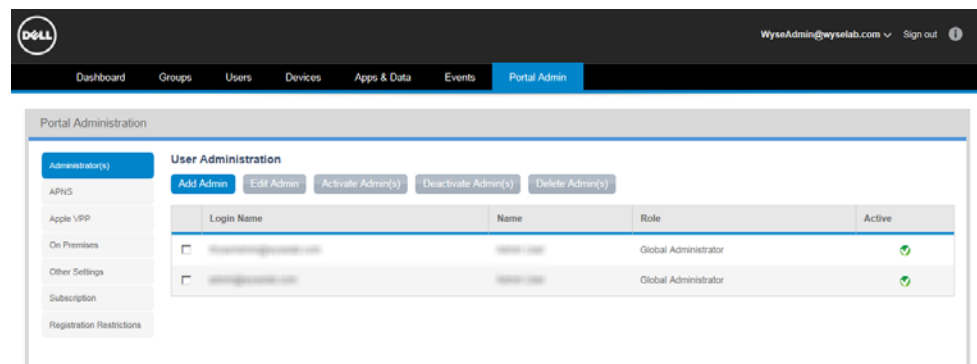 DELL
WyseAdmin@wyselab.com Sign out
Dashboard Groups Users Devices Apps & Data Events Portal Admin
Portal Administration
Administrator(s)
APNS
Apple VPP
On Premises
Other Settings
Subscription
Registration Restrictions
User Administration
Add Admin Edit Admin Activate Admin(s) Deactivate Admin(s) Delete Admin(s)
Login Name Name Role Active
Global Administrator
Global Administrator